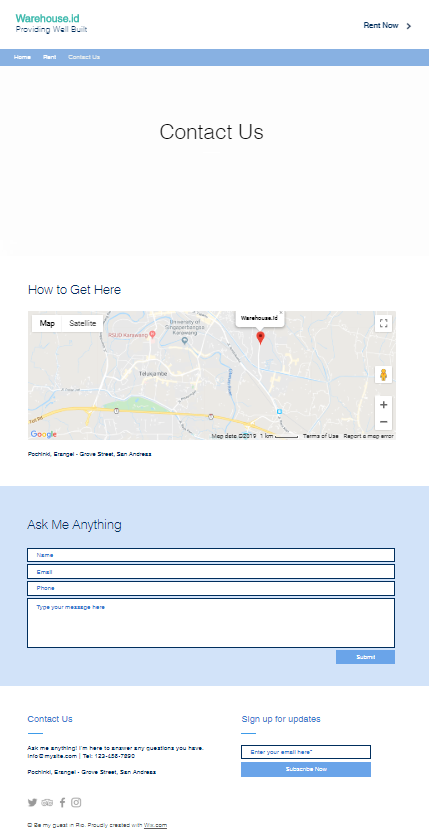 Warehouse.id
Providing Well Built
Rent Now
Home Rent Contact Us
Contact Us
How to Get Here
Map Satellite
RSUD Karawang
University of
Singaperbangsa
Karawang
Warehouse.id
Telukjambe
Google
Map data ©2019 1 km Terms of Use Report a map error
Pochinki, Erangel - Grove Street, San Andreas
Ask Me Anything
Name
Email
Phone
Type your message here
Submit
Contact Us
Ask me anything! I'm here to answer any questions you have.
info@mysite.com | Tel: 123-456-7890
Pochinki, Erangel - Grove Street, San Andreas
Sign up for updates
Enter your email here*
Subscribe Now
© Be my guest in Rio. Proudly created with Wix.com